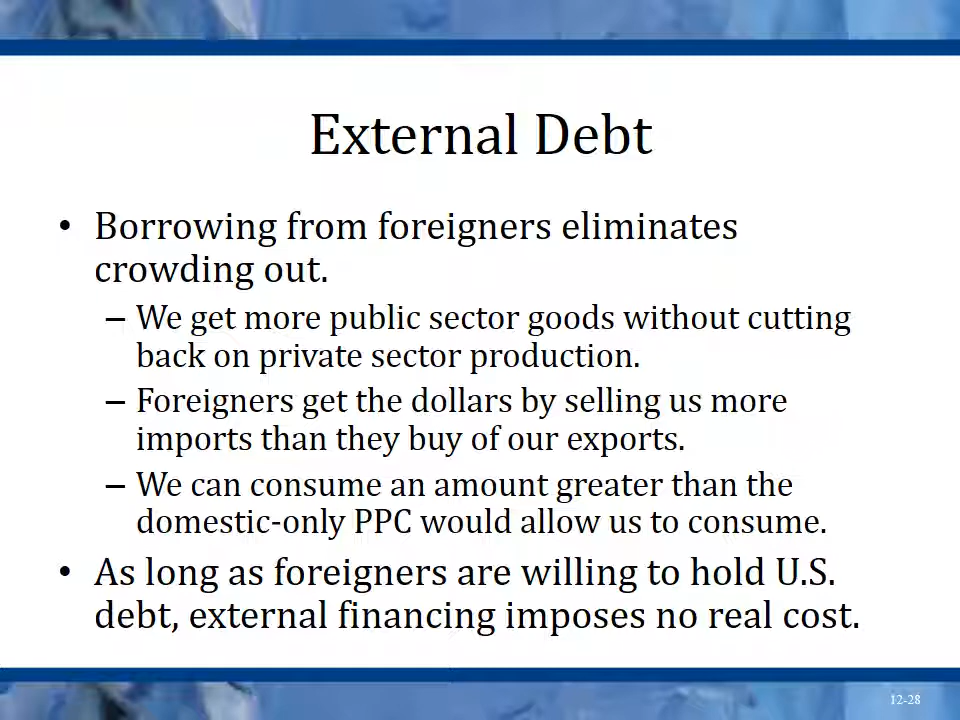 External Debt
• Borrowing from foreigners eliminates
crowding out.
– We get more public sector goods without cutting
back on private sector production.
– Foreigners get the dollars by selling us more
imports than they buy of our exports.
– We can consume an amount greater than the
domestic-only PPC would allow us to consume.
• As long as foreigners are willing to hold U.S.
debt, external financing imposes no real cost.
12-28